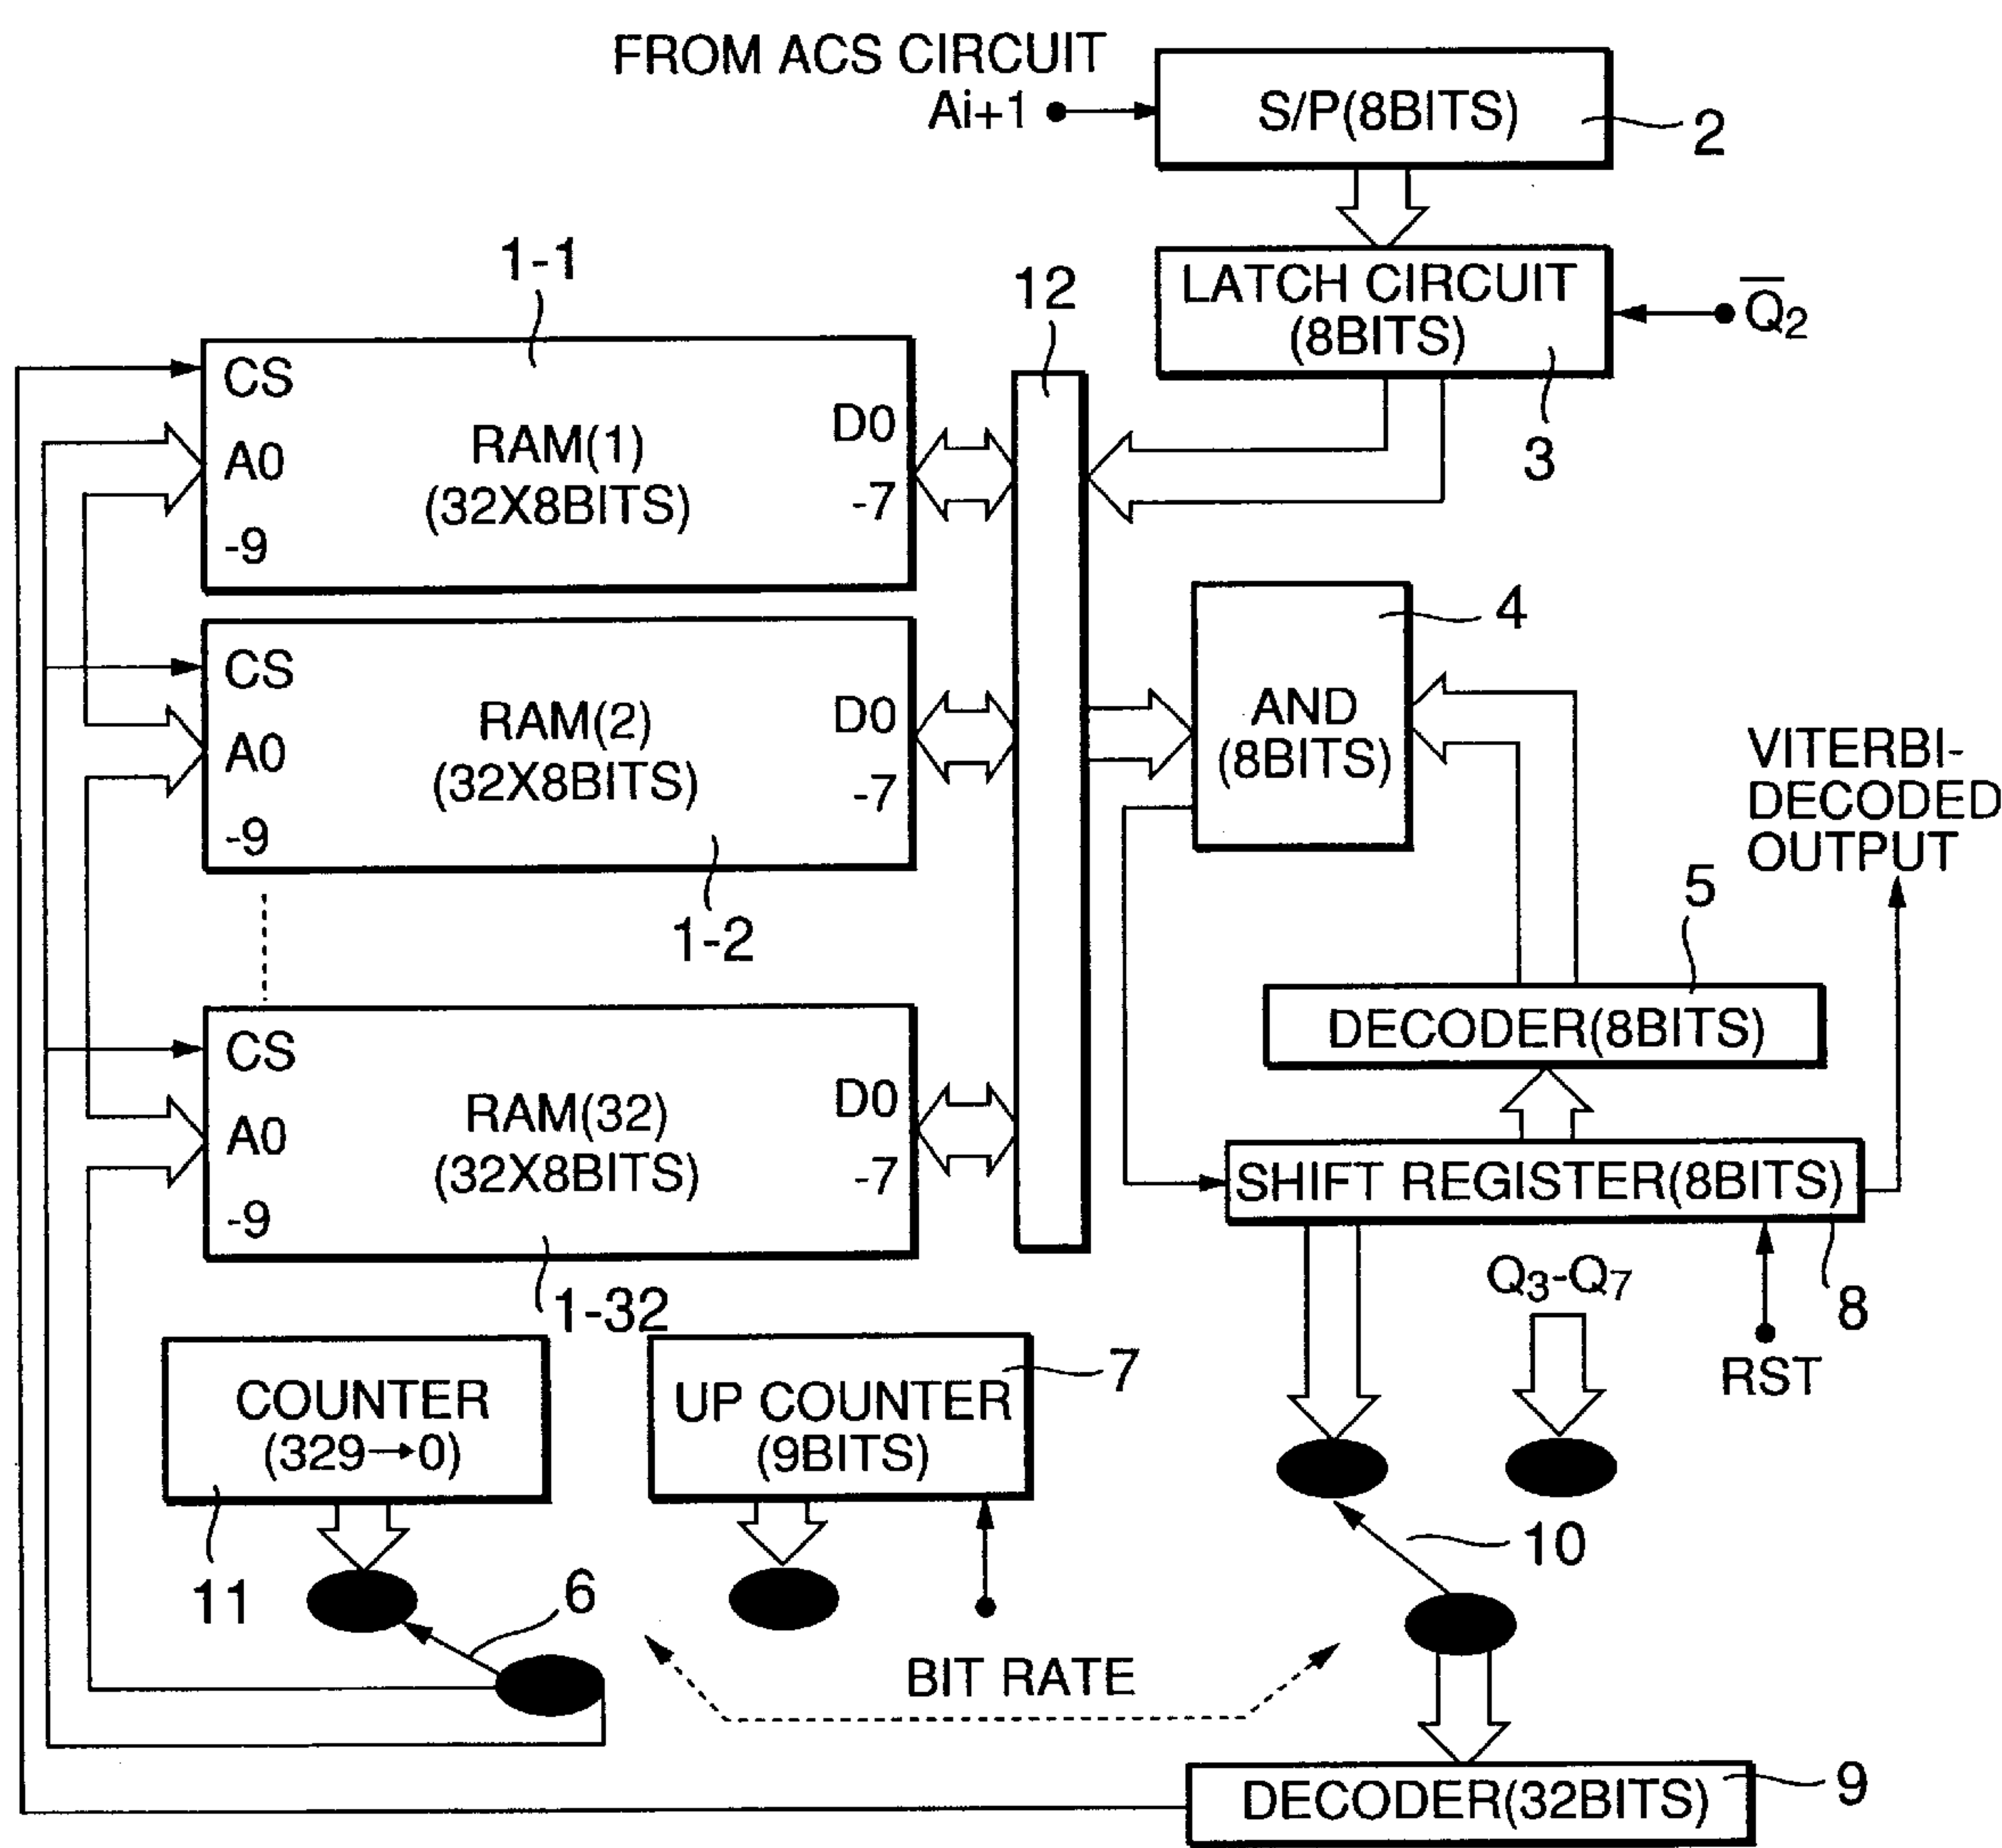 FROM ACS CIRCUIT
Ai+1
S/P(8BITS)
2
LATCH CIRCUIT
(8BITS)
Q̅2
3
1-1
12
CS
A0
-9
RAM(1)
(32X8BITS)
D0
-7
CS
A0
-9
RAM(2)
(32X8BITS)
D0
-7
1-2
4
AND
(8BITS)
VITERBI-
DECODED
OUTPUT
5
DECODER(8BITS)
CS
A0
-9
RAM(32)
(32X8BITS)
D0
-7
1-32
SHIFT REGISTER(8BITS)
Q3-Q7
8
RST
COUNTER
(329→0)
11
UP COUNTER
(9BITS)
7
6
10
BIT RATE
DECODER(32BITS)
9